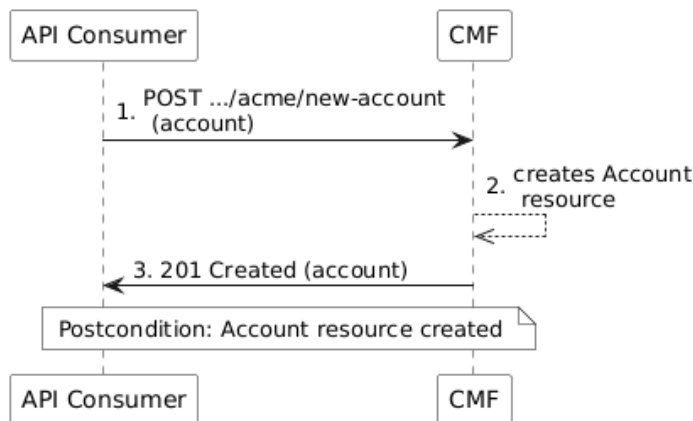 API Consumer
CMF
1. POST .../acme/new-account
(account)
2. creates Account
resource
3. 201 Created (account)
Postcondition: Account resource created
API Consumer
CMF